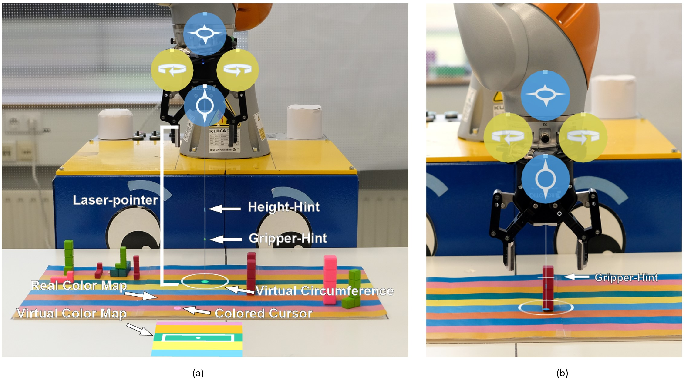 Laser-pointer
Height-Hint
Gripper-Hint
Real Color Map
Virtual Circumference
Virtual Color Map
Colored Cursor
(a)
Gripper-Hint
(b)